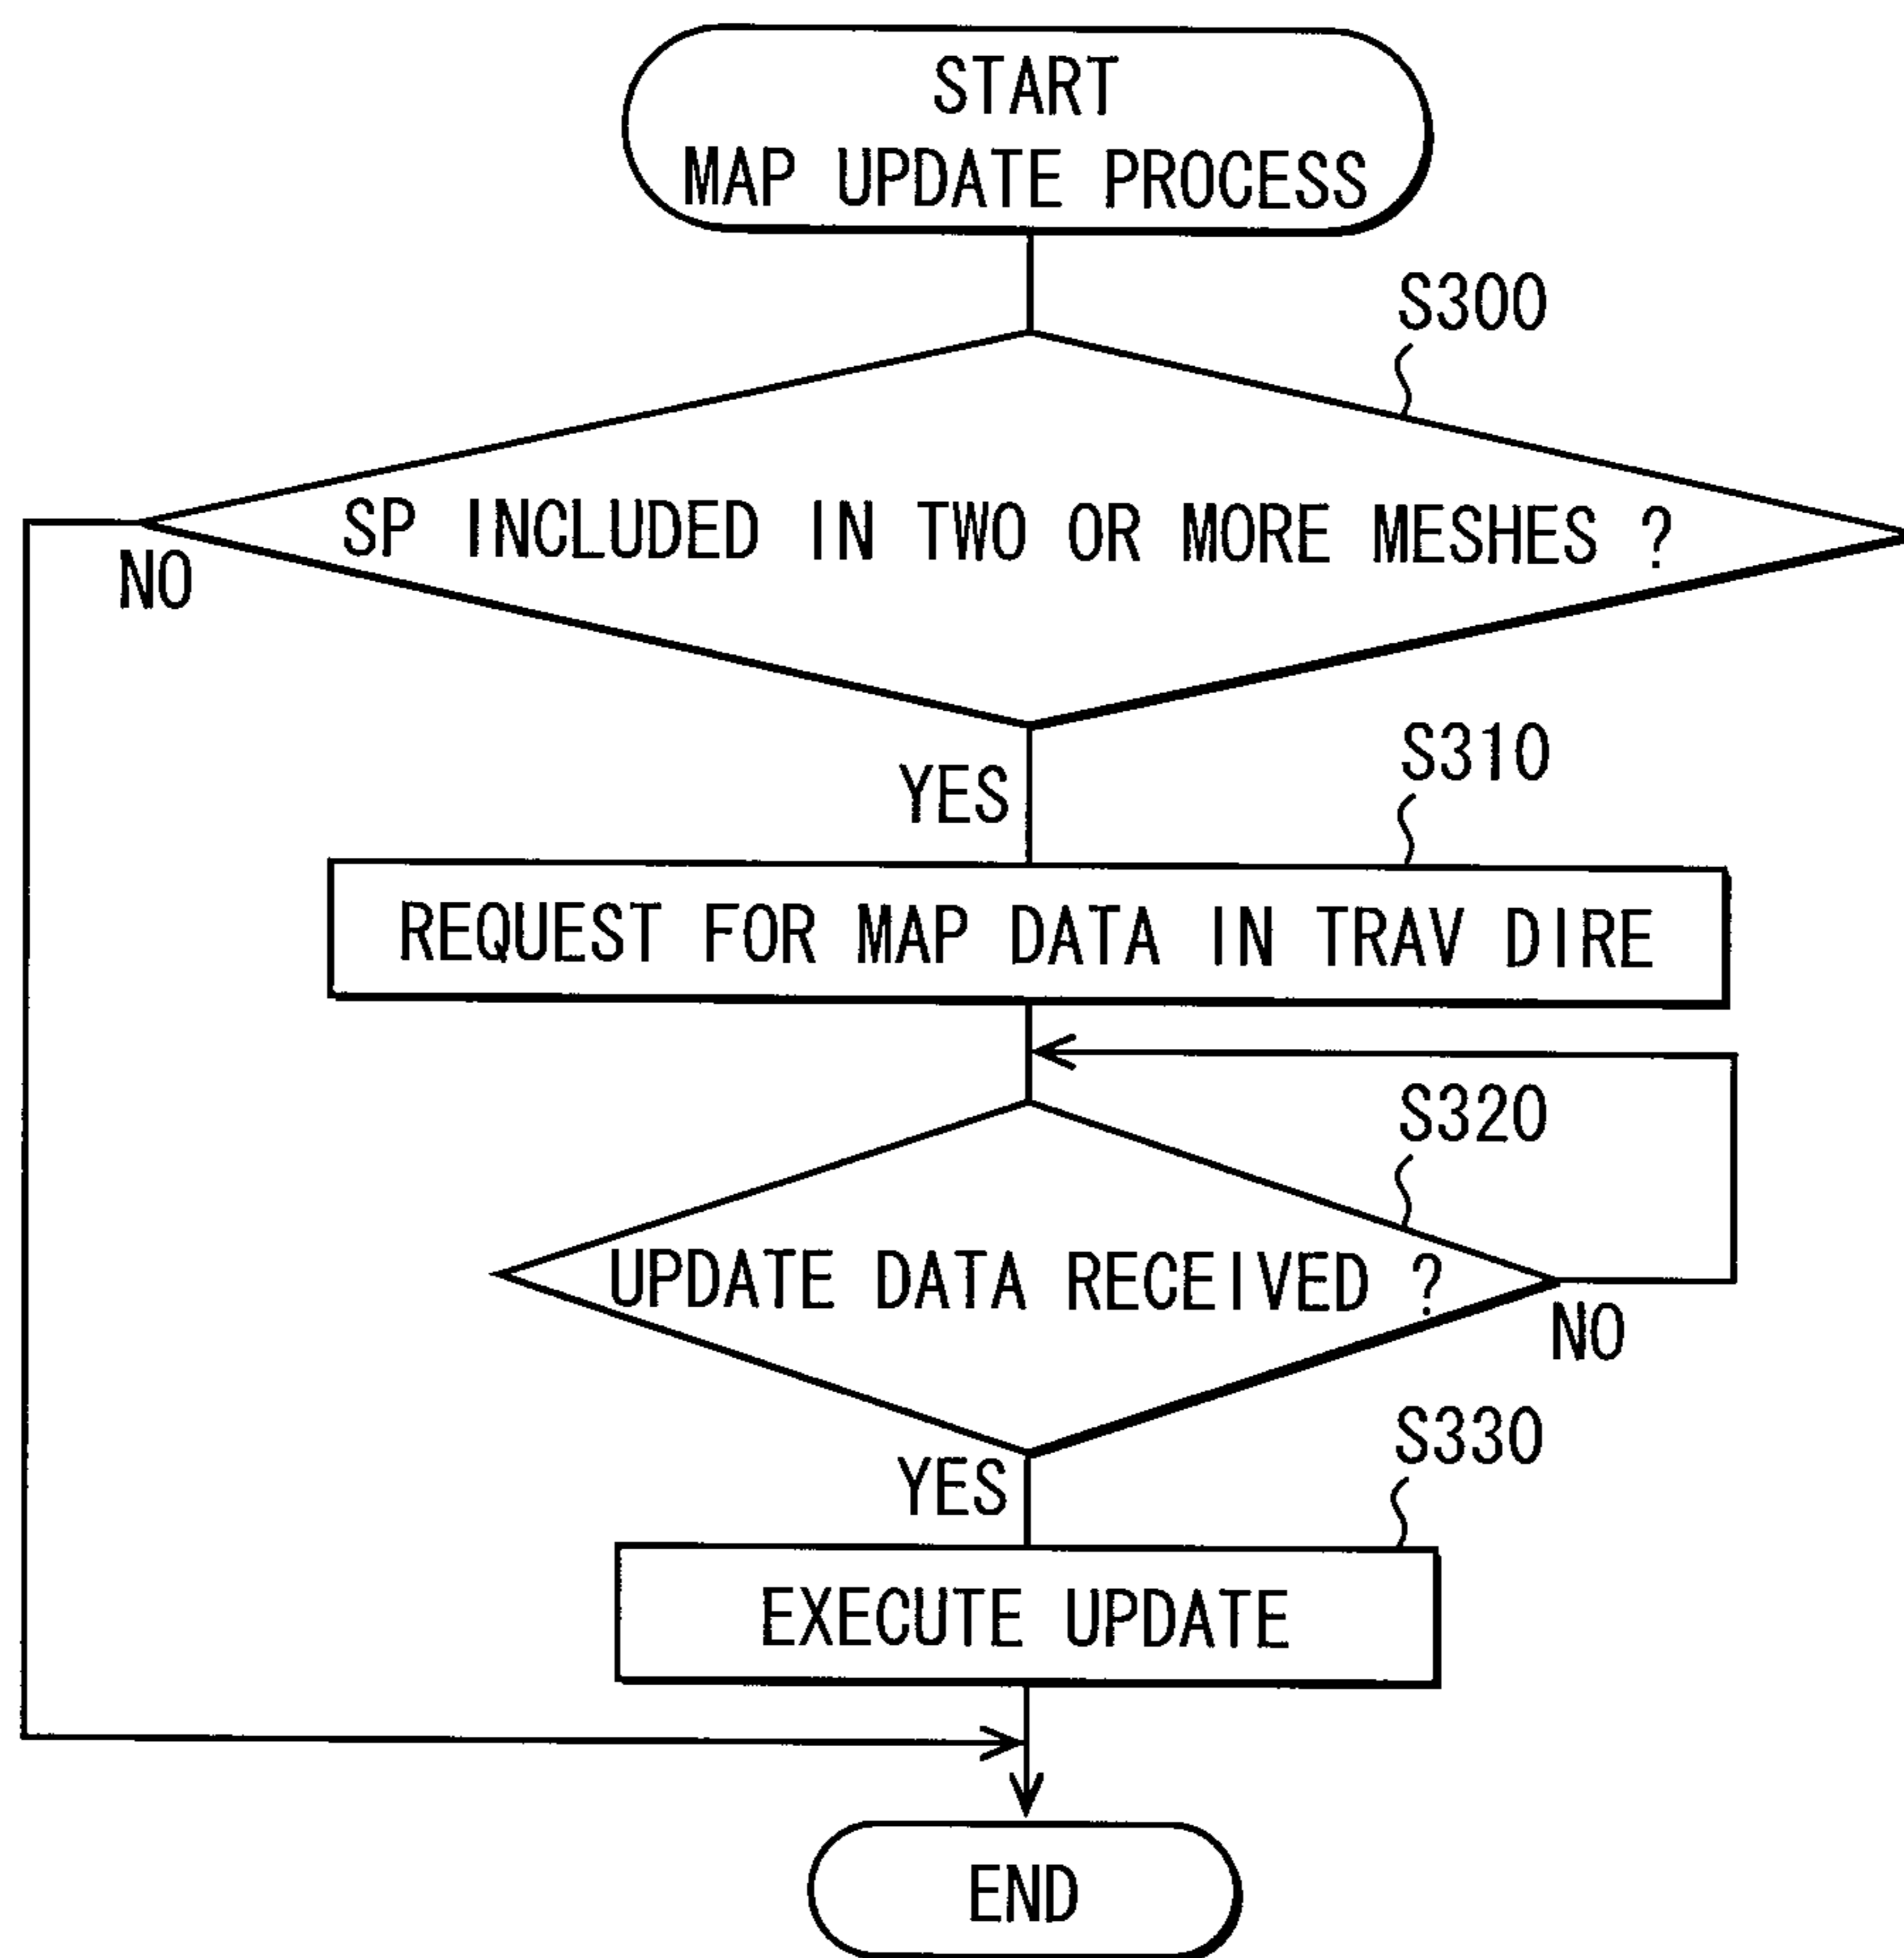 START
MAP UPDATE PROCESS
S300
SP INCLUDED IN TWO OR MORE MESHES ?
NO
YES
S310
REQUEST FOR MAP DATA IN TRAV DIRE
S320
UPDATE DATA RECEIVED ?
NO
YES
S330
EXECUTE UPDATE
END